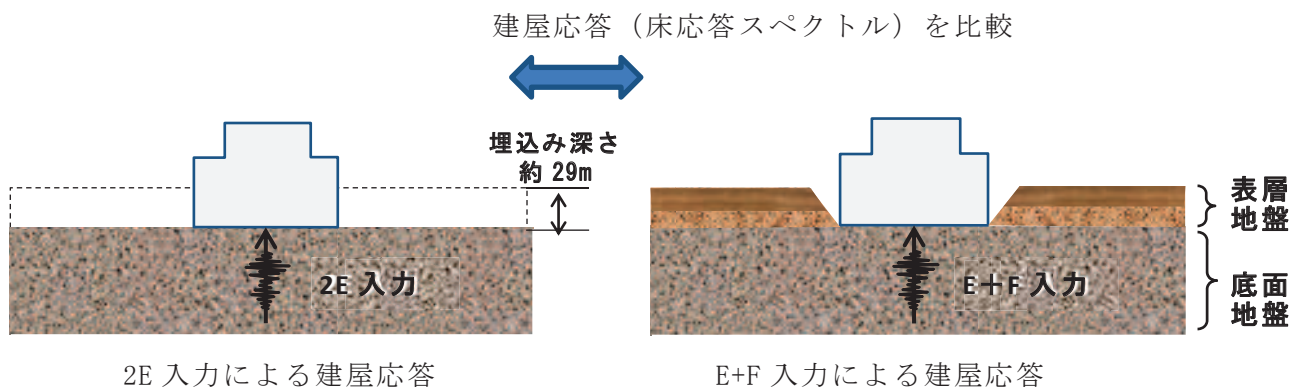 建屋応答（床応答スペクトル）を比較
埋込み深さ
約 29m
2E 入力
E＋F 入力
表層
地盤
底面
地盤
2E 入力による建屋応答
E+F 入力による建屋応答